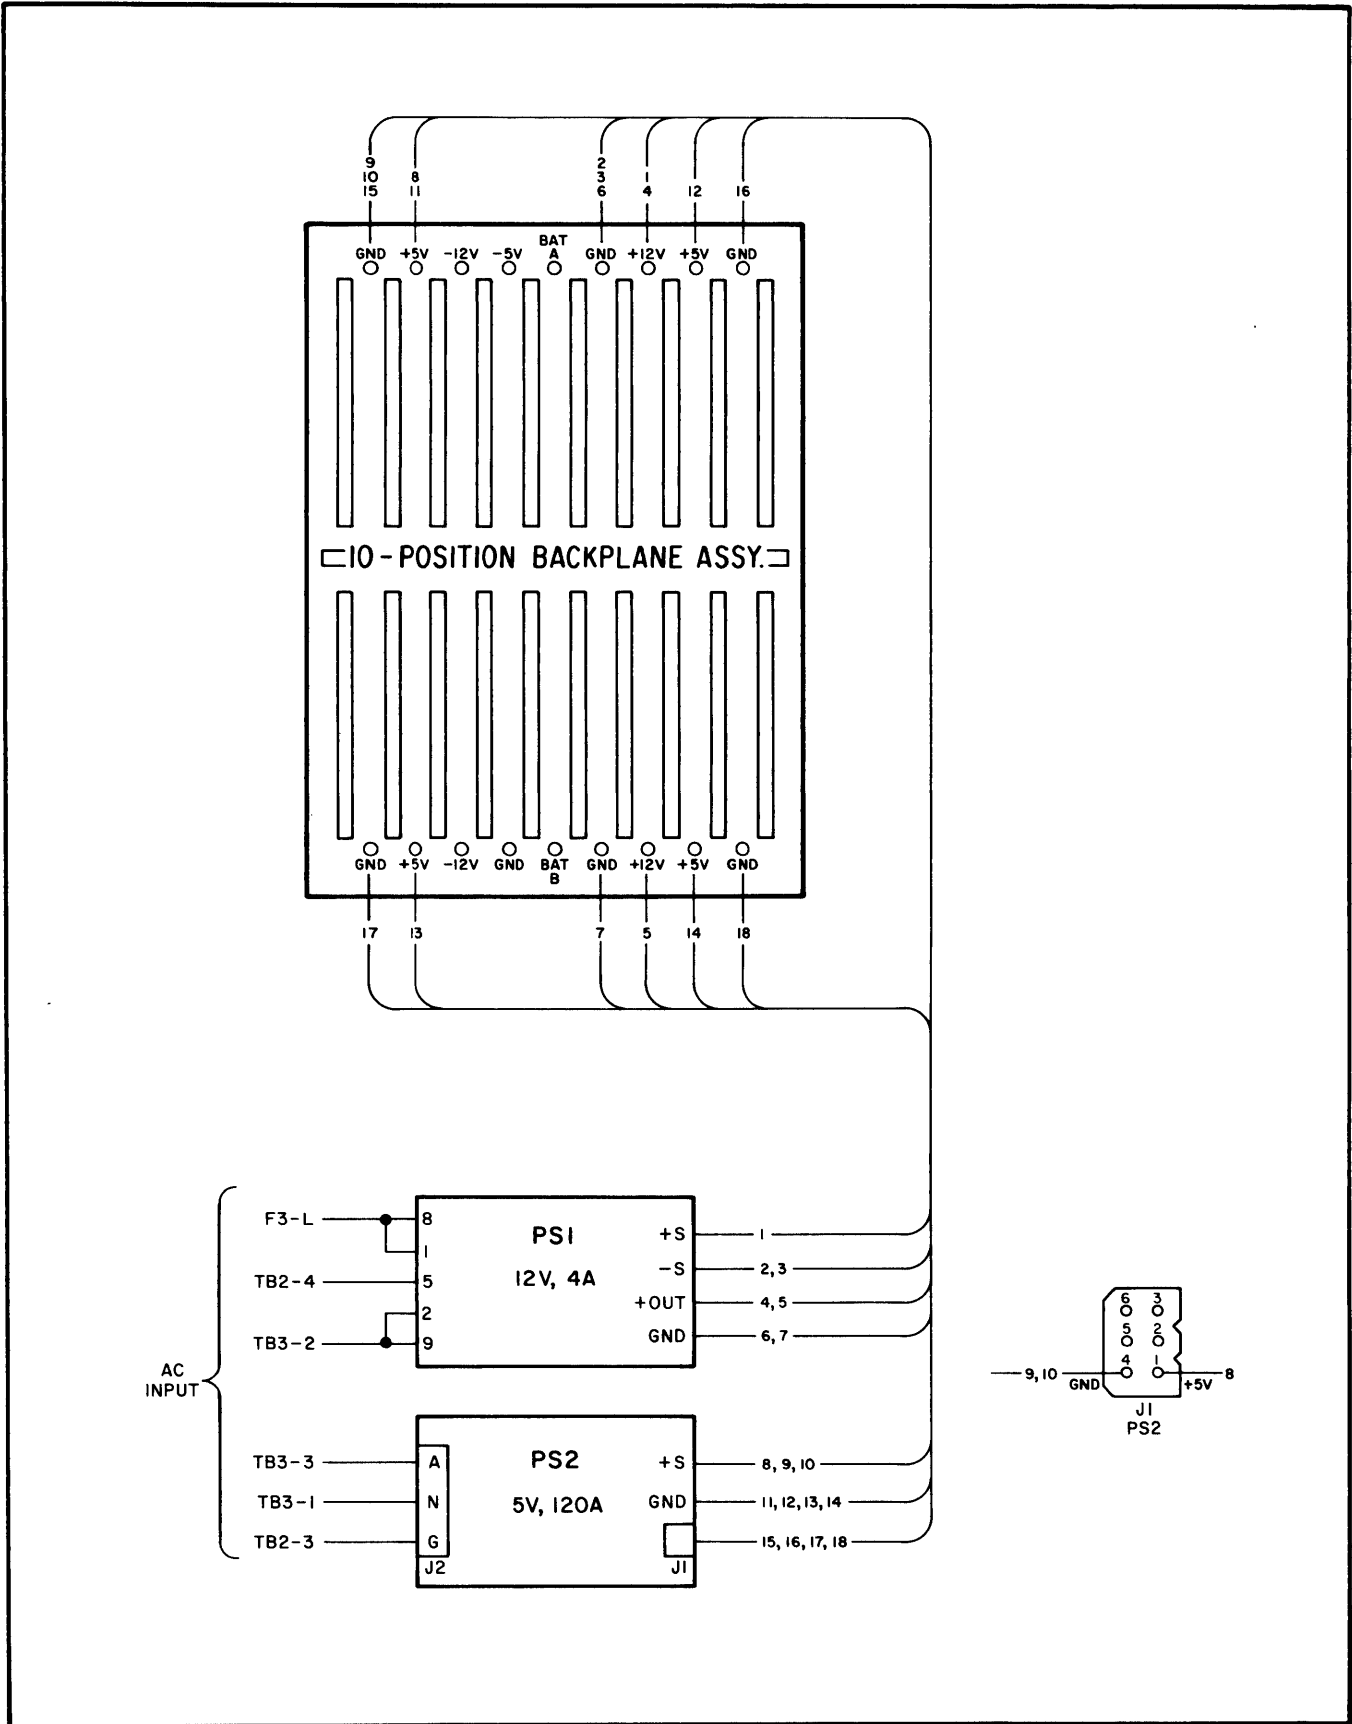 9 2
10 8 3 1
15 11 6 4 12 16
BAT
GND +5V -12V -5V A GND +12V +5V GND
10-POSITION BACKPLANE ASSY.
GND +5V -12V GND BAT GND +12V +5V GND
B
17 13 7 5 14 18
F3-L 8 PS1 +S 1
1
TB2-4 5 12V, 4A -S 2, 3
2 +OUT 4, 5
TB3-2 9 GND 6, 7
AC
INPUT
TB3-3 A PS2 +S 8, 9, 10
TB3-1 N 5V, 120A GND 11, 12, 13, 14
TB2-3 G 15, 16, 17, 18
J2 J1
6 3
5 2
4 1
9, 10 8
GND +5V
J1
PS2